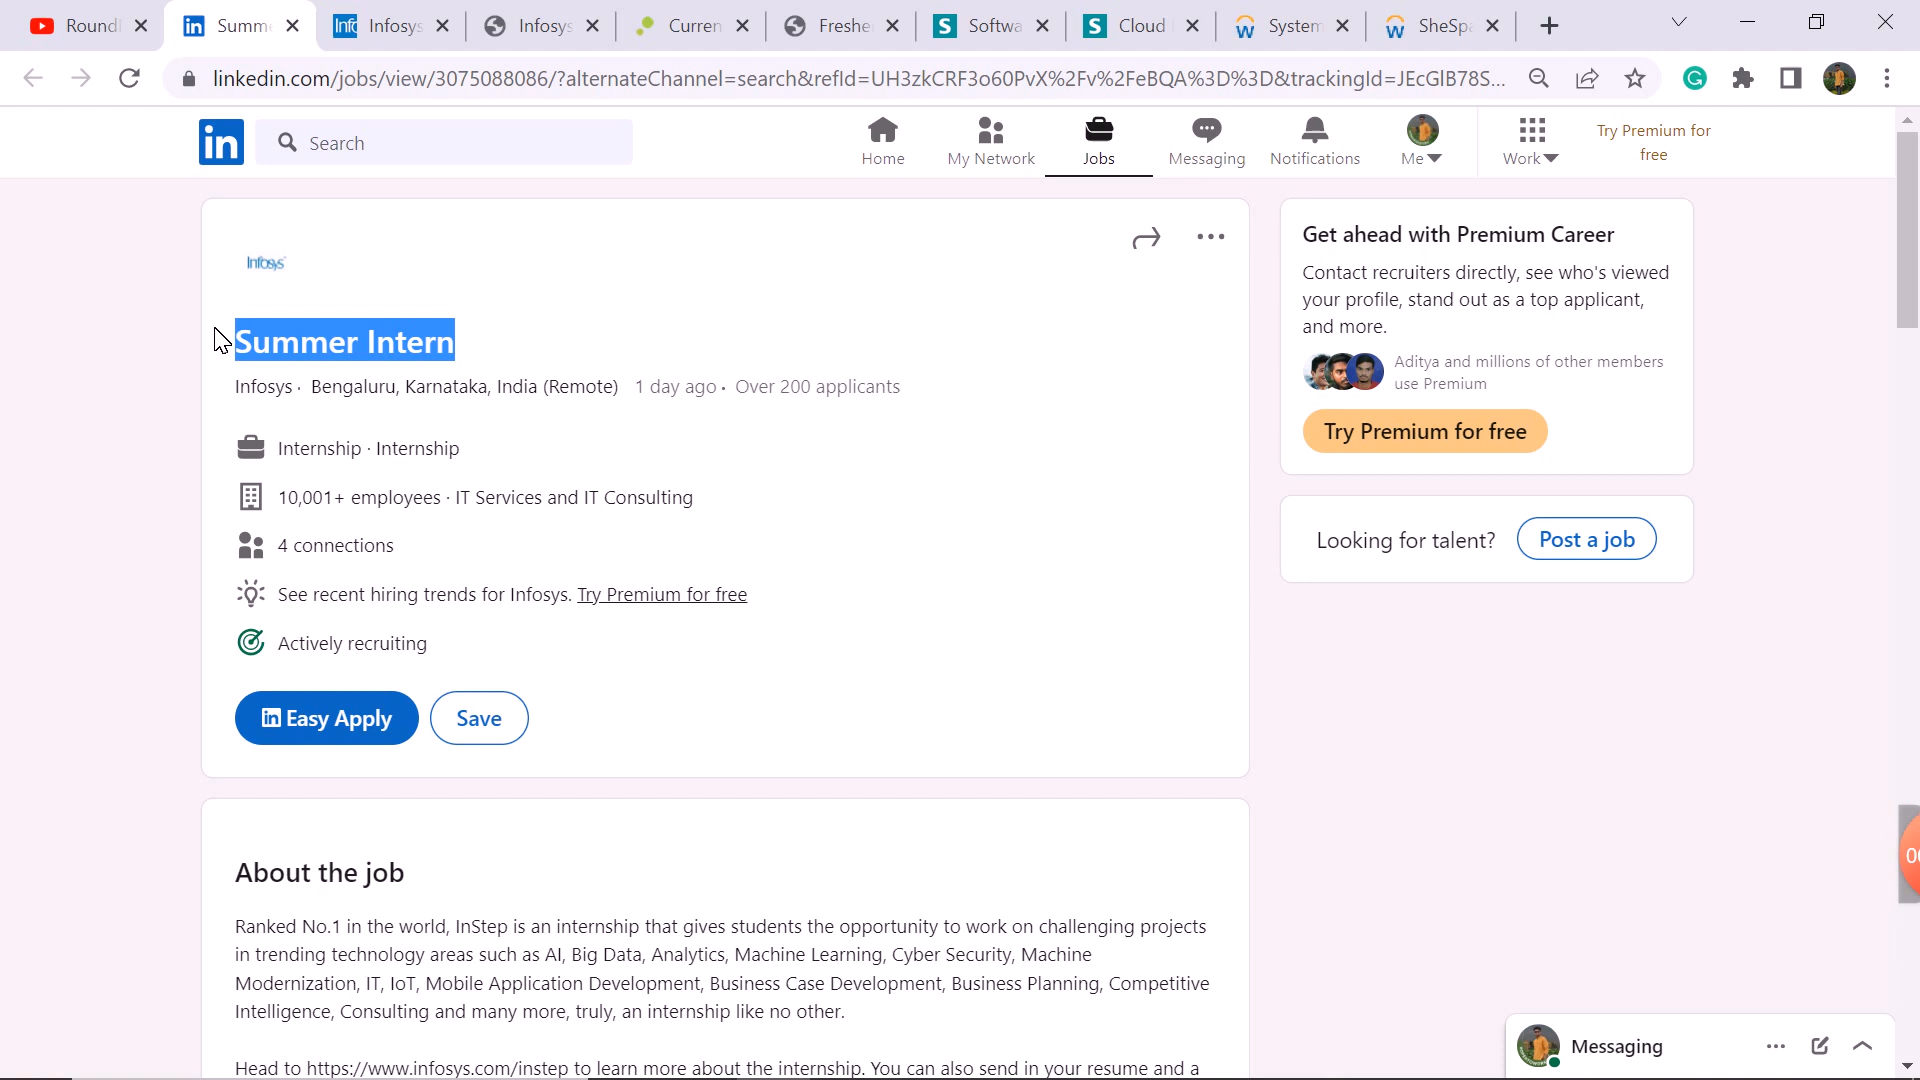 Roundl
Summ
Infosys
Infosys
Curren
Freshe
Softwa
Cloud
System
SheSp
linkedin.com/jobs/view/3075088086/?alternateChannel=search&refId=UH3zkCRF3o60PvX%2Fv%2FeBQA%3D%3D&trackingId=JEcGlB78S...
in
Search
Home
My Network
Jobs
Messaging
Notifications
Me
Work
Try Premium for
free
Infosys
Summer Intern
Infosys · Bengaluru, Karnataka, India (Remote) 1 day ago · Over 200 applicants
Internship · Internship
10,001+ employees · IT Services and IT Consulting
4 connections
See recent hiring trends for Infosys. Try Premium for free
Actively recruiting
in Easy Apply
Save
Get ahead with Premium Career
Contact recruiters directly, see who's viewed
your profile, stand out as a top applicant,
and more.
Aditya and millions of other members
use Premium
Try Premium for free
Looking for talent?
Post a job
About the job
Ranked No.1 in the world, InStep is an internship that gives students the opportunity to work on challenging projects
in trending technology areas such as AI, Big Data, Analytics, Machine Learning, Cyber Security, Machine
Modernization, IT, IoT, Mobile Application Development, Business Case Development, Business Planning, Competitive
Intelligence, Consulting and many more, truly, an internship like no other.
Head to https://www.infosys.com/instep to learn more about the internship. You can also send in your resume and a
Messaging